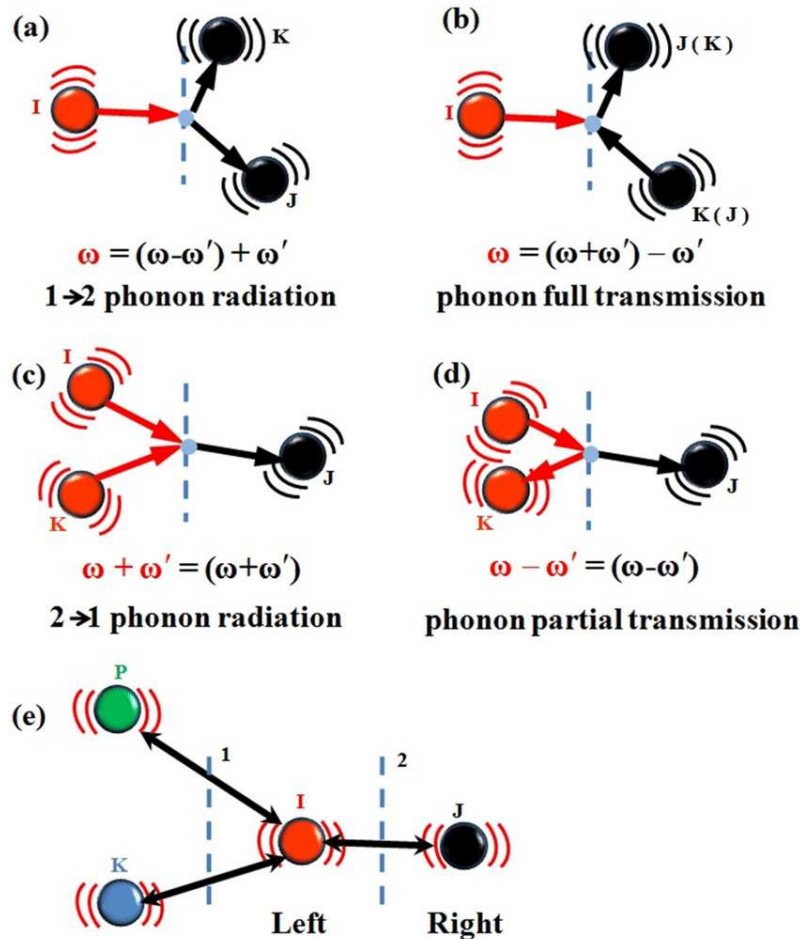 (a)
K
I
J
ω = (ω-ω′) + ω′
1→2 phonon radiation
(b)
J(K)
I
K(J)
ω = (ω+ω′) – ω′
phonon full transmission
(c)
I
K
J
ω + ω′ = (ω+ω′)
2→1 phonon radiation
(d)
I
K
J
ω – ω′ = (ω-ω′)
phonon partial transmission
(e)
P
1
2
I
J
K
Left
Right